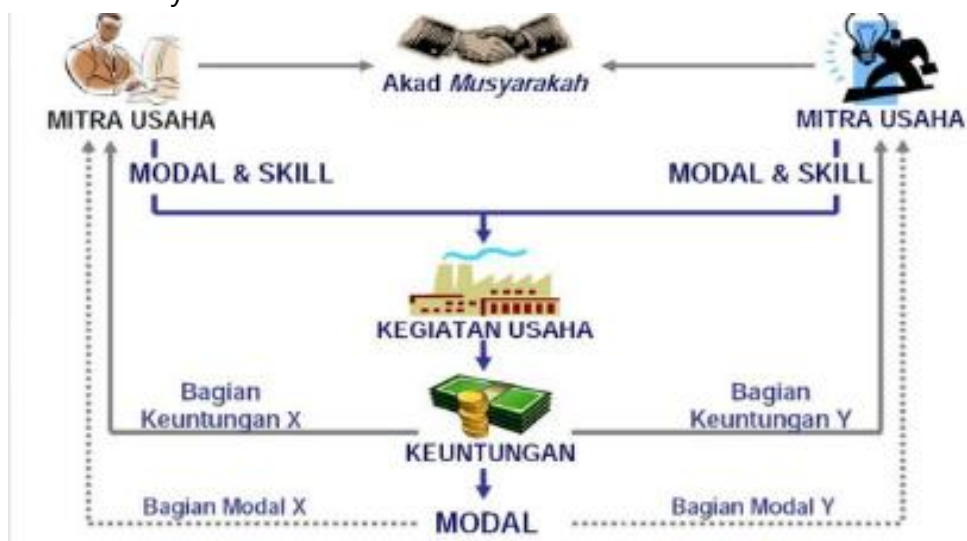 Akad Musyarakah
MITRA USAHA
MITRA USAHA
MODAL & SKILL
MODAL & SKILL
KEGIATAN USAHA
Bagian
Keuntungan X
Bagian
Keuntungan Y
KEUNTUNGAN
Bagian Modal X
MODAL
Bagian Modal Y